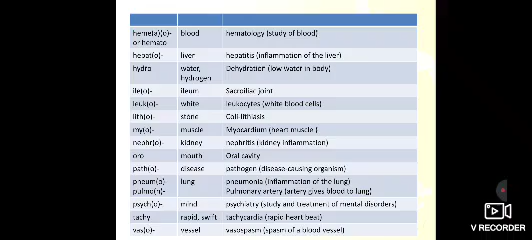 heme(a)(o)- blood hematology (study of blood)
or hemato
hepat(o)- liver hepatitis (inflammation of the liver)
hydra water, Dehydration (low water in body)
hydrogen
ile(o)- ileum Sacroiliac joint
leuk(o)- white leukocytes (white blood cells)
lith(o)- stone Coli-lithiasis
my(o)- muscle Myocardium (heart muscle )
nephr(o)- kidney nephritis (kidney inflammation)
oro mouth Oral cavity
path(o)- disease pathogen (disease-causing organism)
pneum(o)- lung pneumonia (inflammation of the lung)
pulmo(n)- Pulmonary artery (artery gives blood to lung)
psych(o)- mind psychiatry (study and treatment of mental disorders)
tachy rapid, swift tachycardia (rapid heart beat)
vas(o)- vessel vasospasm (spasm of a blood vessel)
V RECORDER